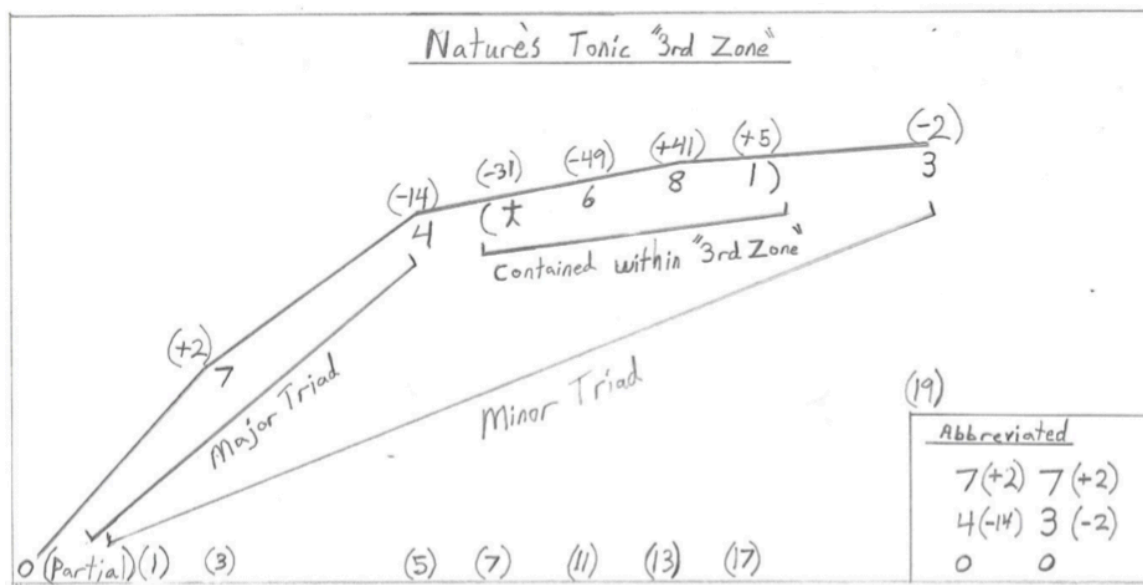 Nature's Tonic "3rd Zone"
(-2)
(+5)
(+41)
(-49)
(-31)
(-14)
3
1)
8
6
4
Contained within "3rd Zone"
(+2)
7
Major Triad
Minor Triad
(19)
Abbreviated
7(+2) 7(+2)
4(-14) 3(-2)
0 0
0 (Partial) (1) (3) (5) (7) (11) (13) (17)